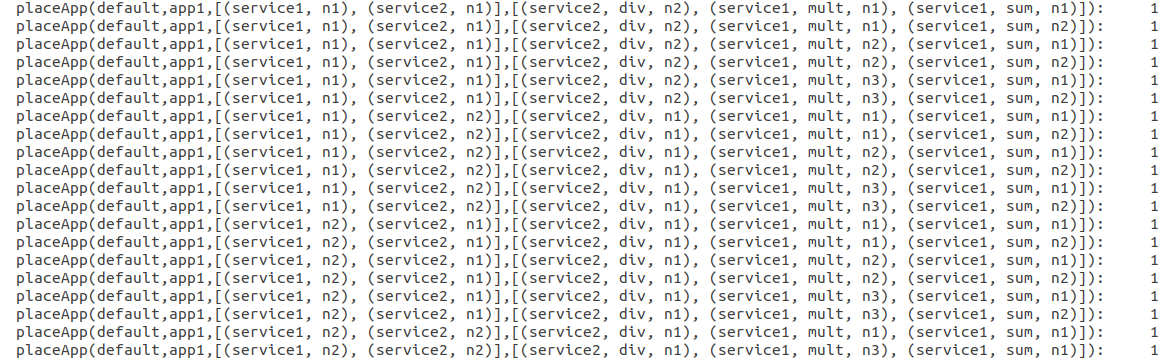 placeApp(default,app1,[(service1, n1), (service2, n1)],[(service2, div, n2), (service1, mult, n1), (service1, sum, n1)]): 1
placeApp(default,app1,[(service1, n1), (service2, n1)],[(service2, div, n2), (service1, mult, n1), (service1, sum, n2)]): 1
placeApp(default,app1,[(service1, n1), (service2, n1)],[(service2, div, n2), (service1, mult, n2), (service1, sum, n1)]): 1
placeApp(default,app1,[(service1, n1), (service2, n1)],[(service2, div, n2), (service1, mult, n2), (service1, sum, n2)]): 1
placeApp(default,app1,[(service1, n1), (service2, n1)],[(service2, div, n2), (service1, mult, n3), (service1, sum, n1)]): 1
placeApp(default,app1,[(service1, n1), (service2, n1)],[(service2, div, n2), (service1, mult, n3), (service1, sum, n2)]): 1
placeApp(default,app1,[(service1, n1), (service2, n2)],[(service2, div, n1), (service1, mult, n1), (service1, sum, n1)]): 1
placeApp(default,app1,[(service1, n1), (service2, n2)],[(service2, div, n1), (service1, mult, n1), (service1, sum, n2)]): 1
placeApp(default,app1,[(service1, n1), (service2, n2)],[(service2, div, n1), (service1, mult, n2), (service1, sum, n1)]): 1
placeApp(default,app1,[(service1, n1), (service2, n2)],[(service2, div, n1), (service1, mult, n2), (service1, sum, n2)]): 1
placeApp(default,app1,[(service1, n1), (service2, n2)],[(service2, div, n1), (service1, mult, n3), (service1, sum, n1)]): 1
placeApp(default,app1,[(service1, n1), (service2, n2)],[(service2, div, n1), (service1, mult, n3), (service1, sum, n2)]): 1
placeApp(default,app1,[(service1, n2), (service2, n1)],[(service2, div, n1), (service1, mult, n1), (service1, sum, n1)]): 1
placeApp(default,app1,[(service1, n2), (service2, n1)],[(service2, div, n1), (service1, mult, n1), (service1, sum, n2)]): 1
placeApp(default,app1,[(service1, n2), (service2, n1)],[(service2, div, n1), (service1, mult, n2), (service1, sum, n1)]): 1
placeApp(default,app1,[(service1, n2), (service2, n1)],[(service2, div, n1), (service1, mult, n2), (service1, sum, n2)]): 1
placeApp(default,app1,[(service1, n2), (service2, n1)],[(service2, div, n1), (service1, mult, n3), (service1, sum, n1)]): 1
placeApp(default,app1,[(service1, n2), (service2, n1)],[(service2, div, n1), (service1, mult, n3), (service1, sum, n2)]): 1
placeApp(default,app1,[(service1, n2), (service2, n2)],[(service2, div, n1), (service1, mult, n1), (service1, sum, n2)]): 1
placeApp(default,app1,[(service1, n2), (service2, n2)],[(service2, div, n1), (service1, mult, n3), (service1, sum, n2)]): 1